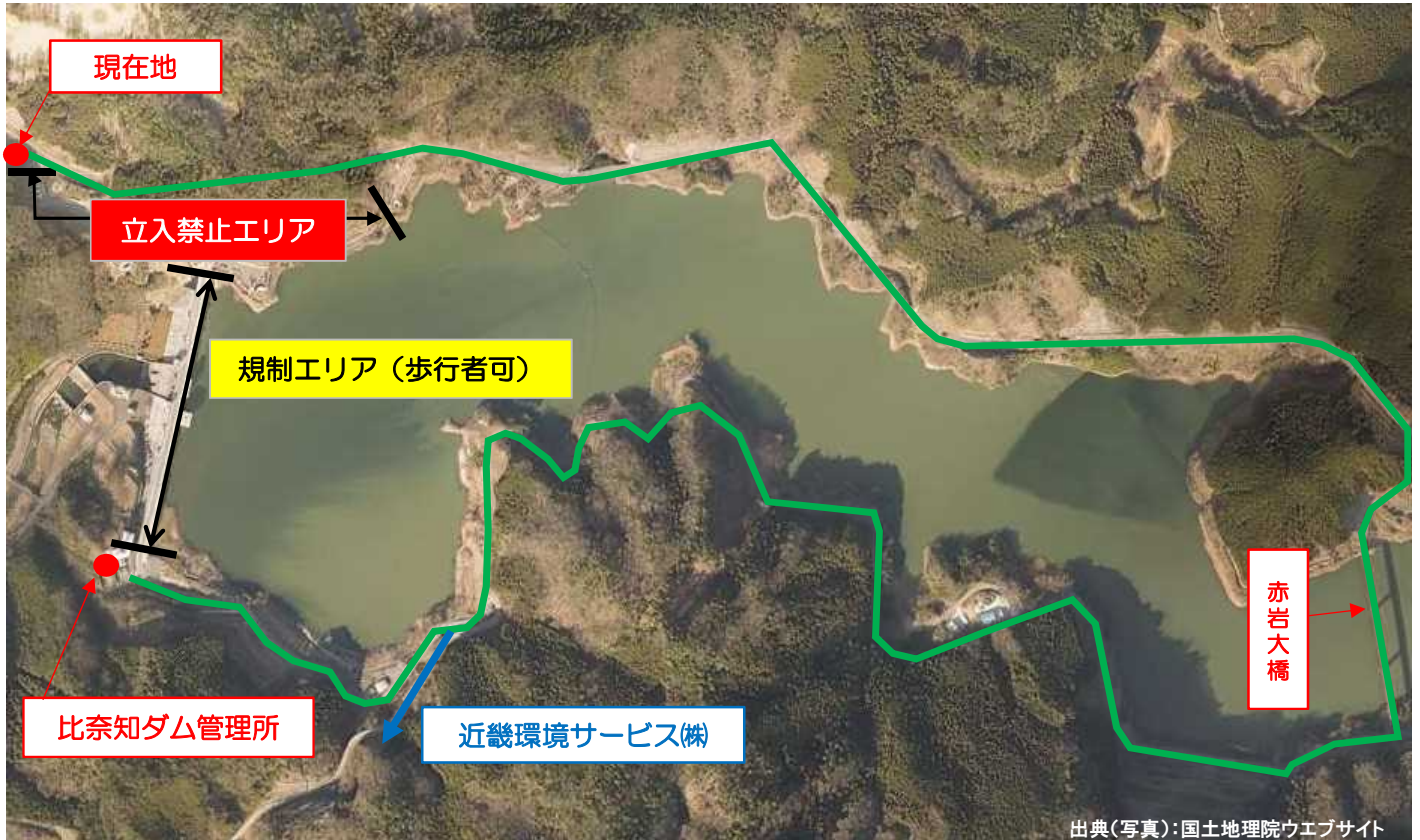 現在地
立入禁止エリア
規制エリア（歩行者可）
赤岩大橋
比奈知ダム管理所
近畿環境サービス㈱
出典（写真）：国土地理院ウエブサイト